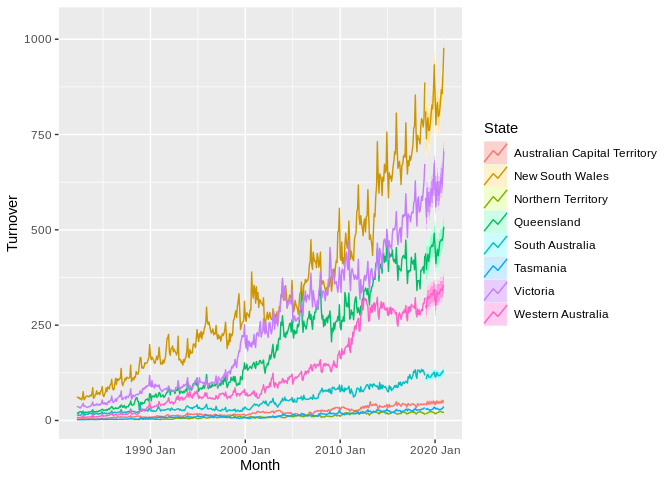 1000
750
500
250
0
Turnover
1990 Jan
2000 Jan
2010 Jan
2020 Jan
Month
State
Australian Capital Territory
New South Wales
Northern Territory
Queensland
South Australia
Tasmania
Victoria
Western Australia